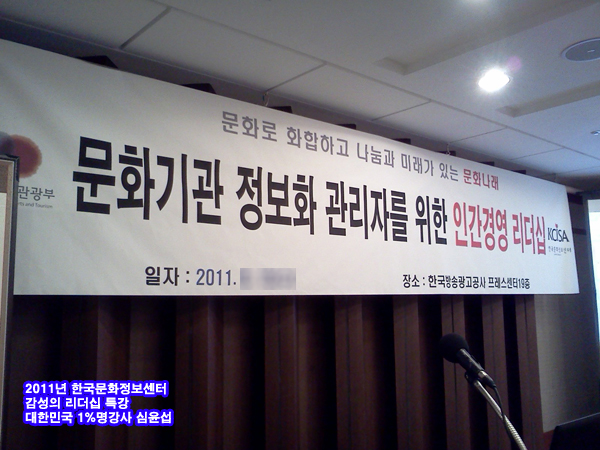 문화로 화합하고 나눔과 미래가 있는 문화나래
관광부
and Tourism
문화기관 정보화 관리자를 위한 인간경영 리더십
KCISA
일자 : 2011.
장소 : 한국방송광고공사 프레스센터19층
2011년 한국문화정보센터
감성의 리더십 특강
대한민국 1%명강사 심윤섭